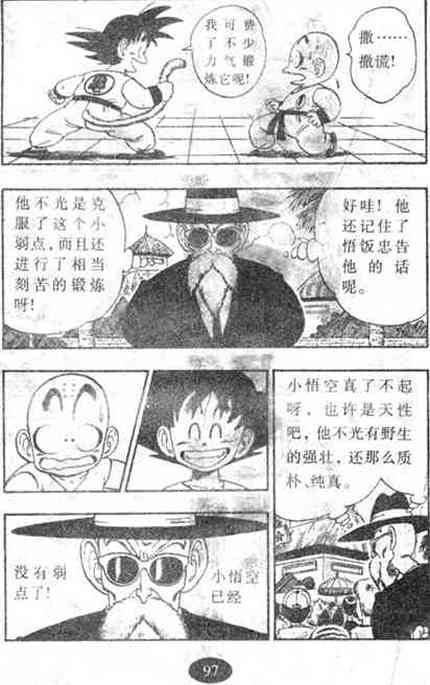 撒……
撒谎!
我可费
了不少
力气锻
炼它呢!
好哇! 他
还记住了
悟饭忠告
他的话
呢。
他不光是克
服了这个小
弱点,而且还
进行了相当
刻苦的锻炼
呀!
小悟空真了不起
呀, 也许是天性
吧, 他不光有野生
的强壮, 还那么质
朴、纯真。
小悟空
已经
没有弱
点了!
97